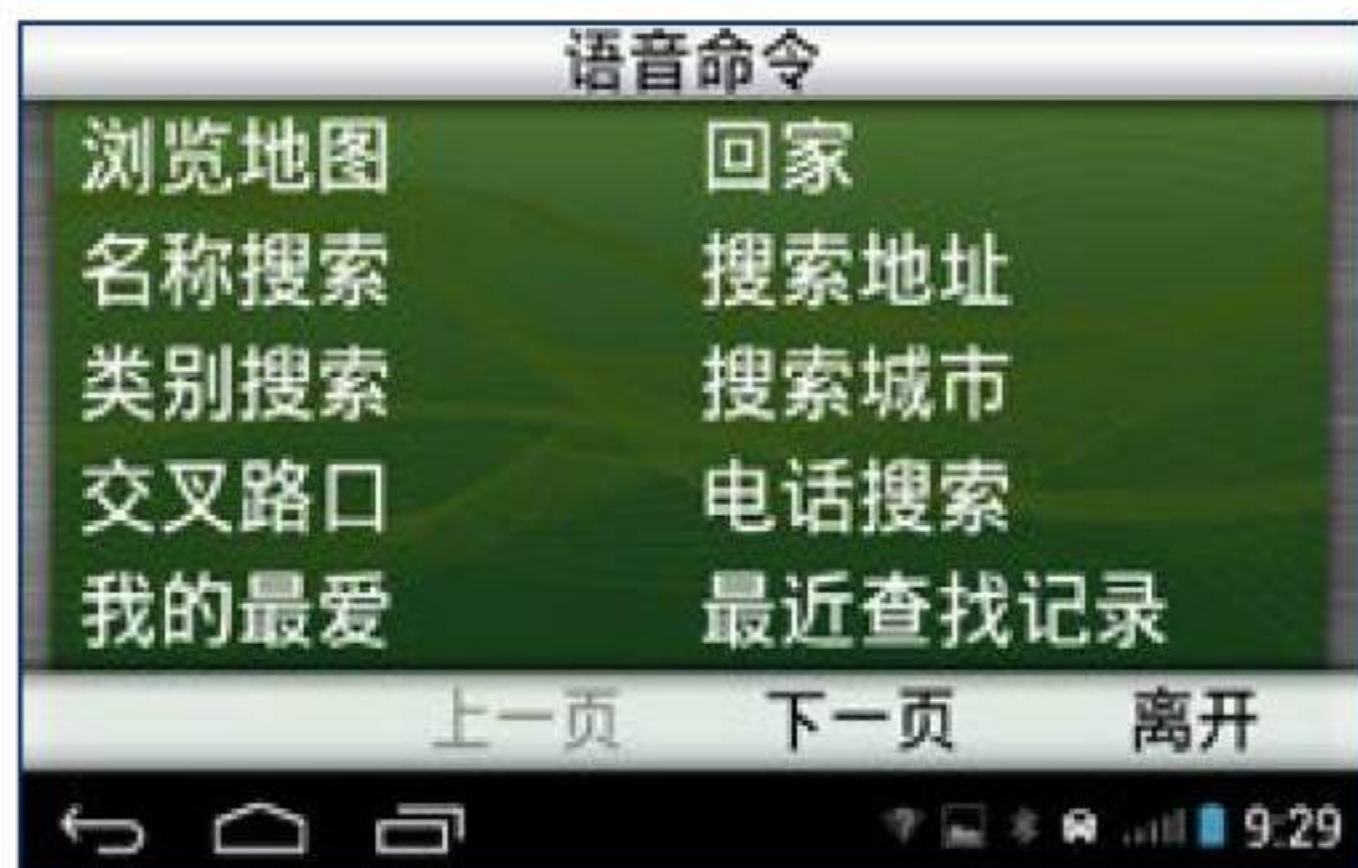 语音命令
浏览地图 回家
名称搜索 搜索地址
类别搜索 搜索城市
交叉路口 电话搜索
我的最爱 最近查找记录
上一页 下一页 离开
9:29